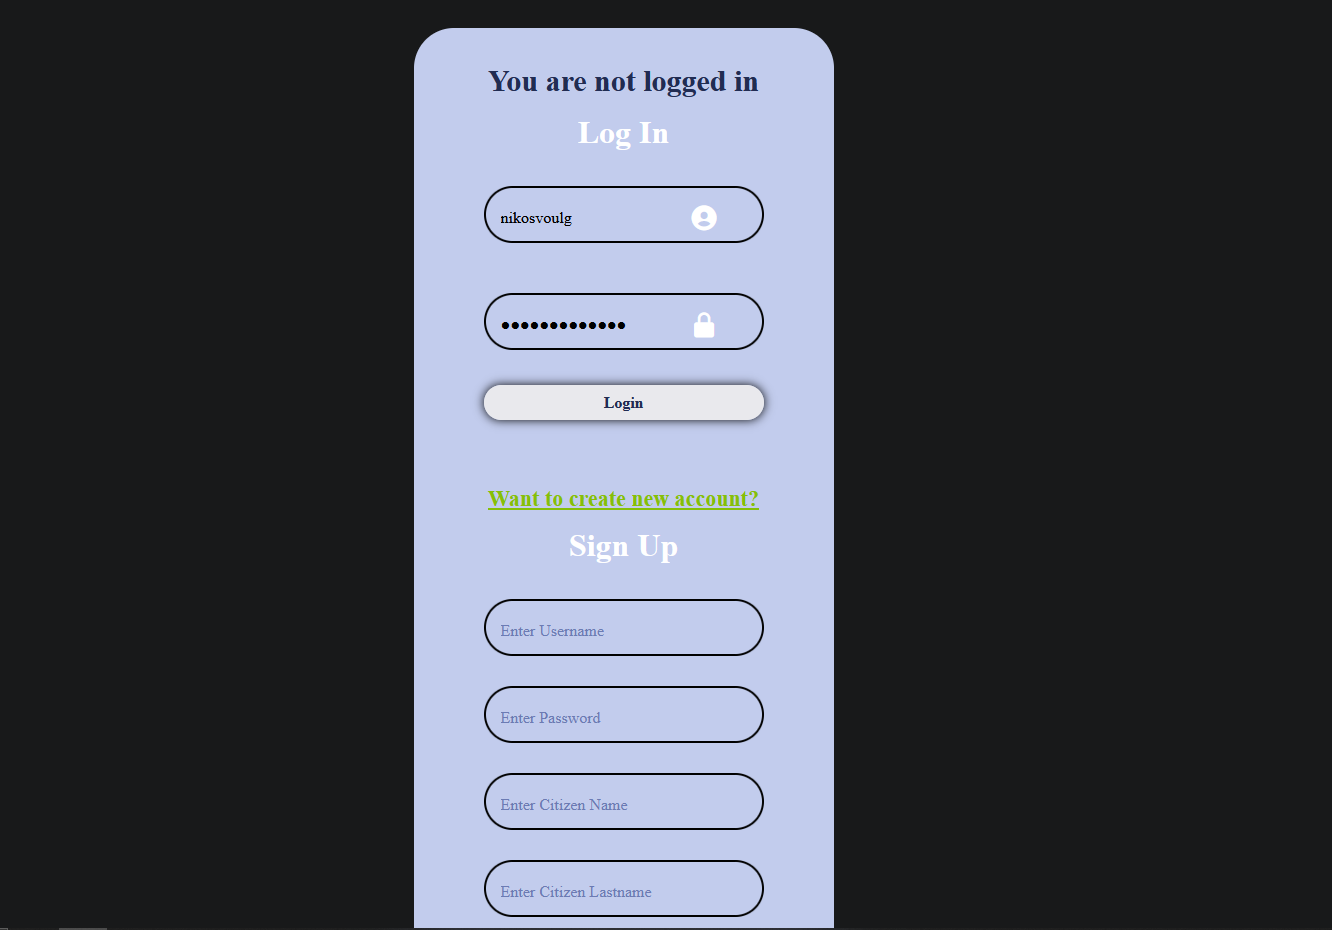 You are not logged in
Log In
nikosvoulg
●●●●●●●●●●●●●
Login
Want to create new account?
Sign Up
Enter Username
Enter Password
Enter Citizen Name
Enter Citizen Lastname